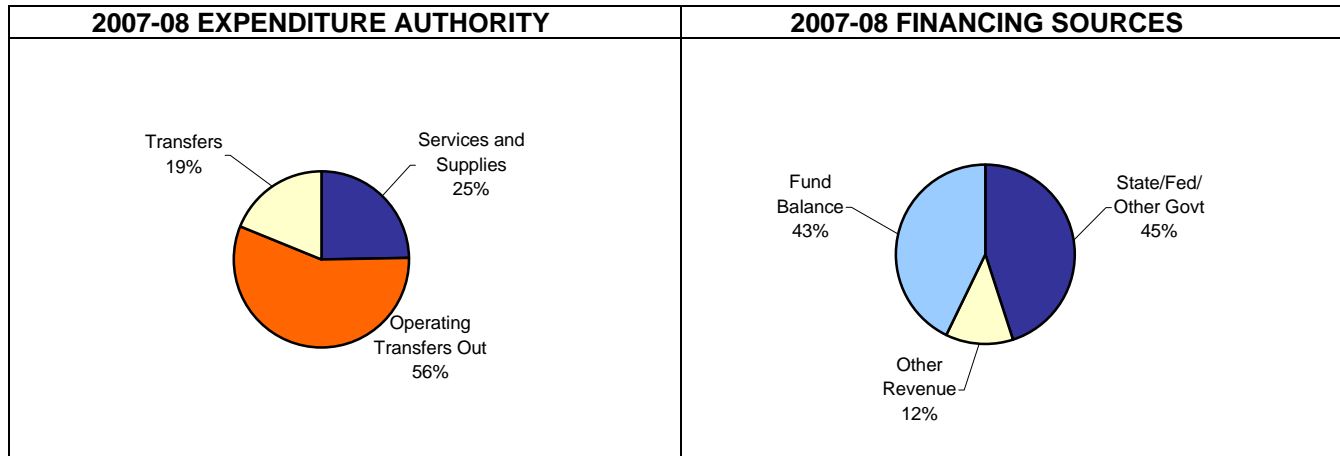 2007-08 EXPENDITURE AUTHORITY
Transfers
19%
Services and
Supplies
25%
Operating
Transfers Out
56%
2007-08 FINANCING SOURCES
Fund
Balance
43%
State/Fed/
Other Govt
45%
Other
Revenue
12%